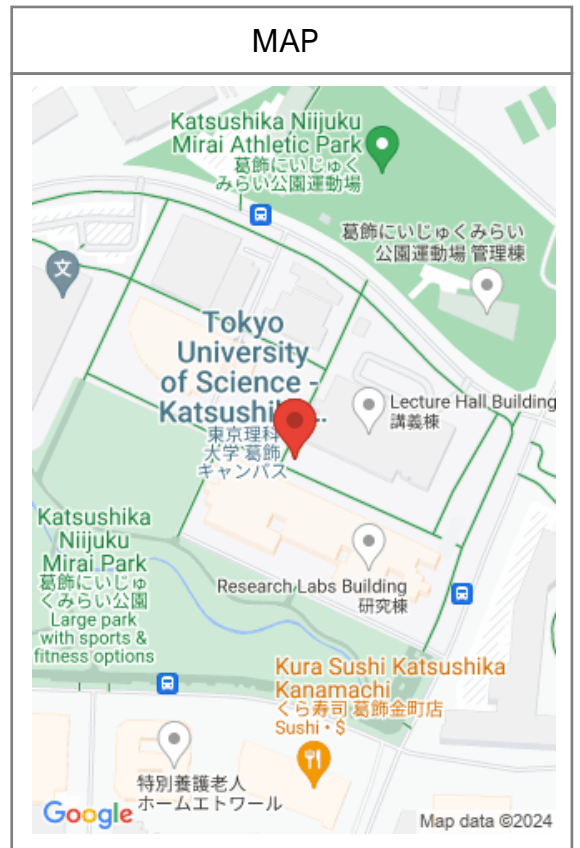 MAP
Katsushika Niijuku
Mirai Athletic Park
葛飾にいじゅく
みらい公園運動場
葛飾にいじゅくみらい
公園運動場 管理棟
文
Tokyo
University
of Science -
Katsushik...
東京理科
大学 葛飾
キャンパス
Lecture Hall Building
講義棟
Katsushika
Niijuku
Mirai Park
葛飾にいじゅ
くみらい公園
Large park
with sports &
fitness options
Research Labs Building
研究棟
Kura Sushi Katsushika
Kanamachi
くら寿司 葛飾金町店
Sushi · $
特別養護老人
ホームエトワール
Google
Map data ©2024